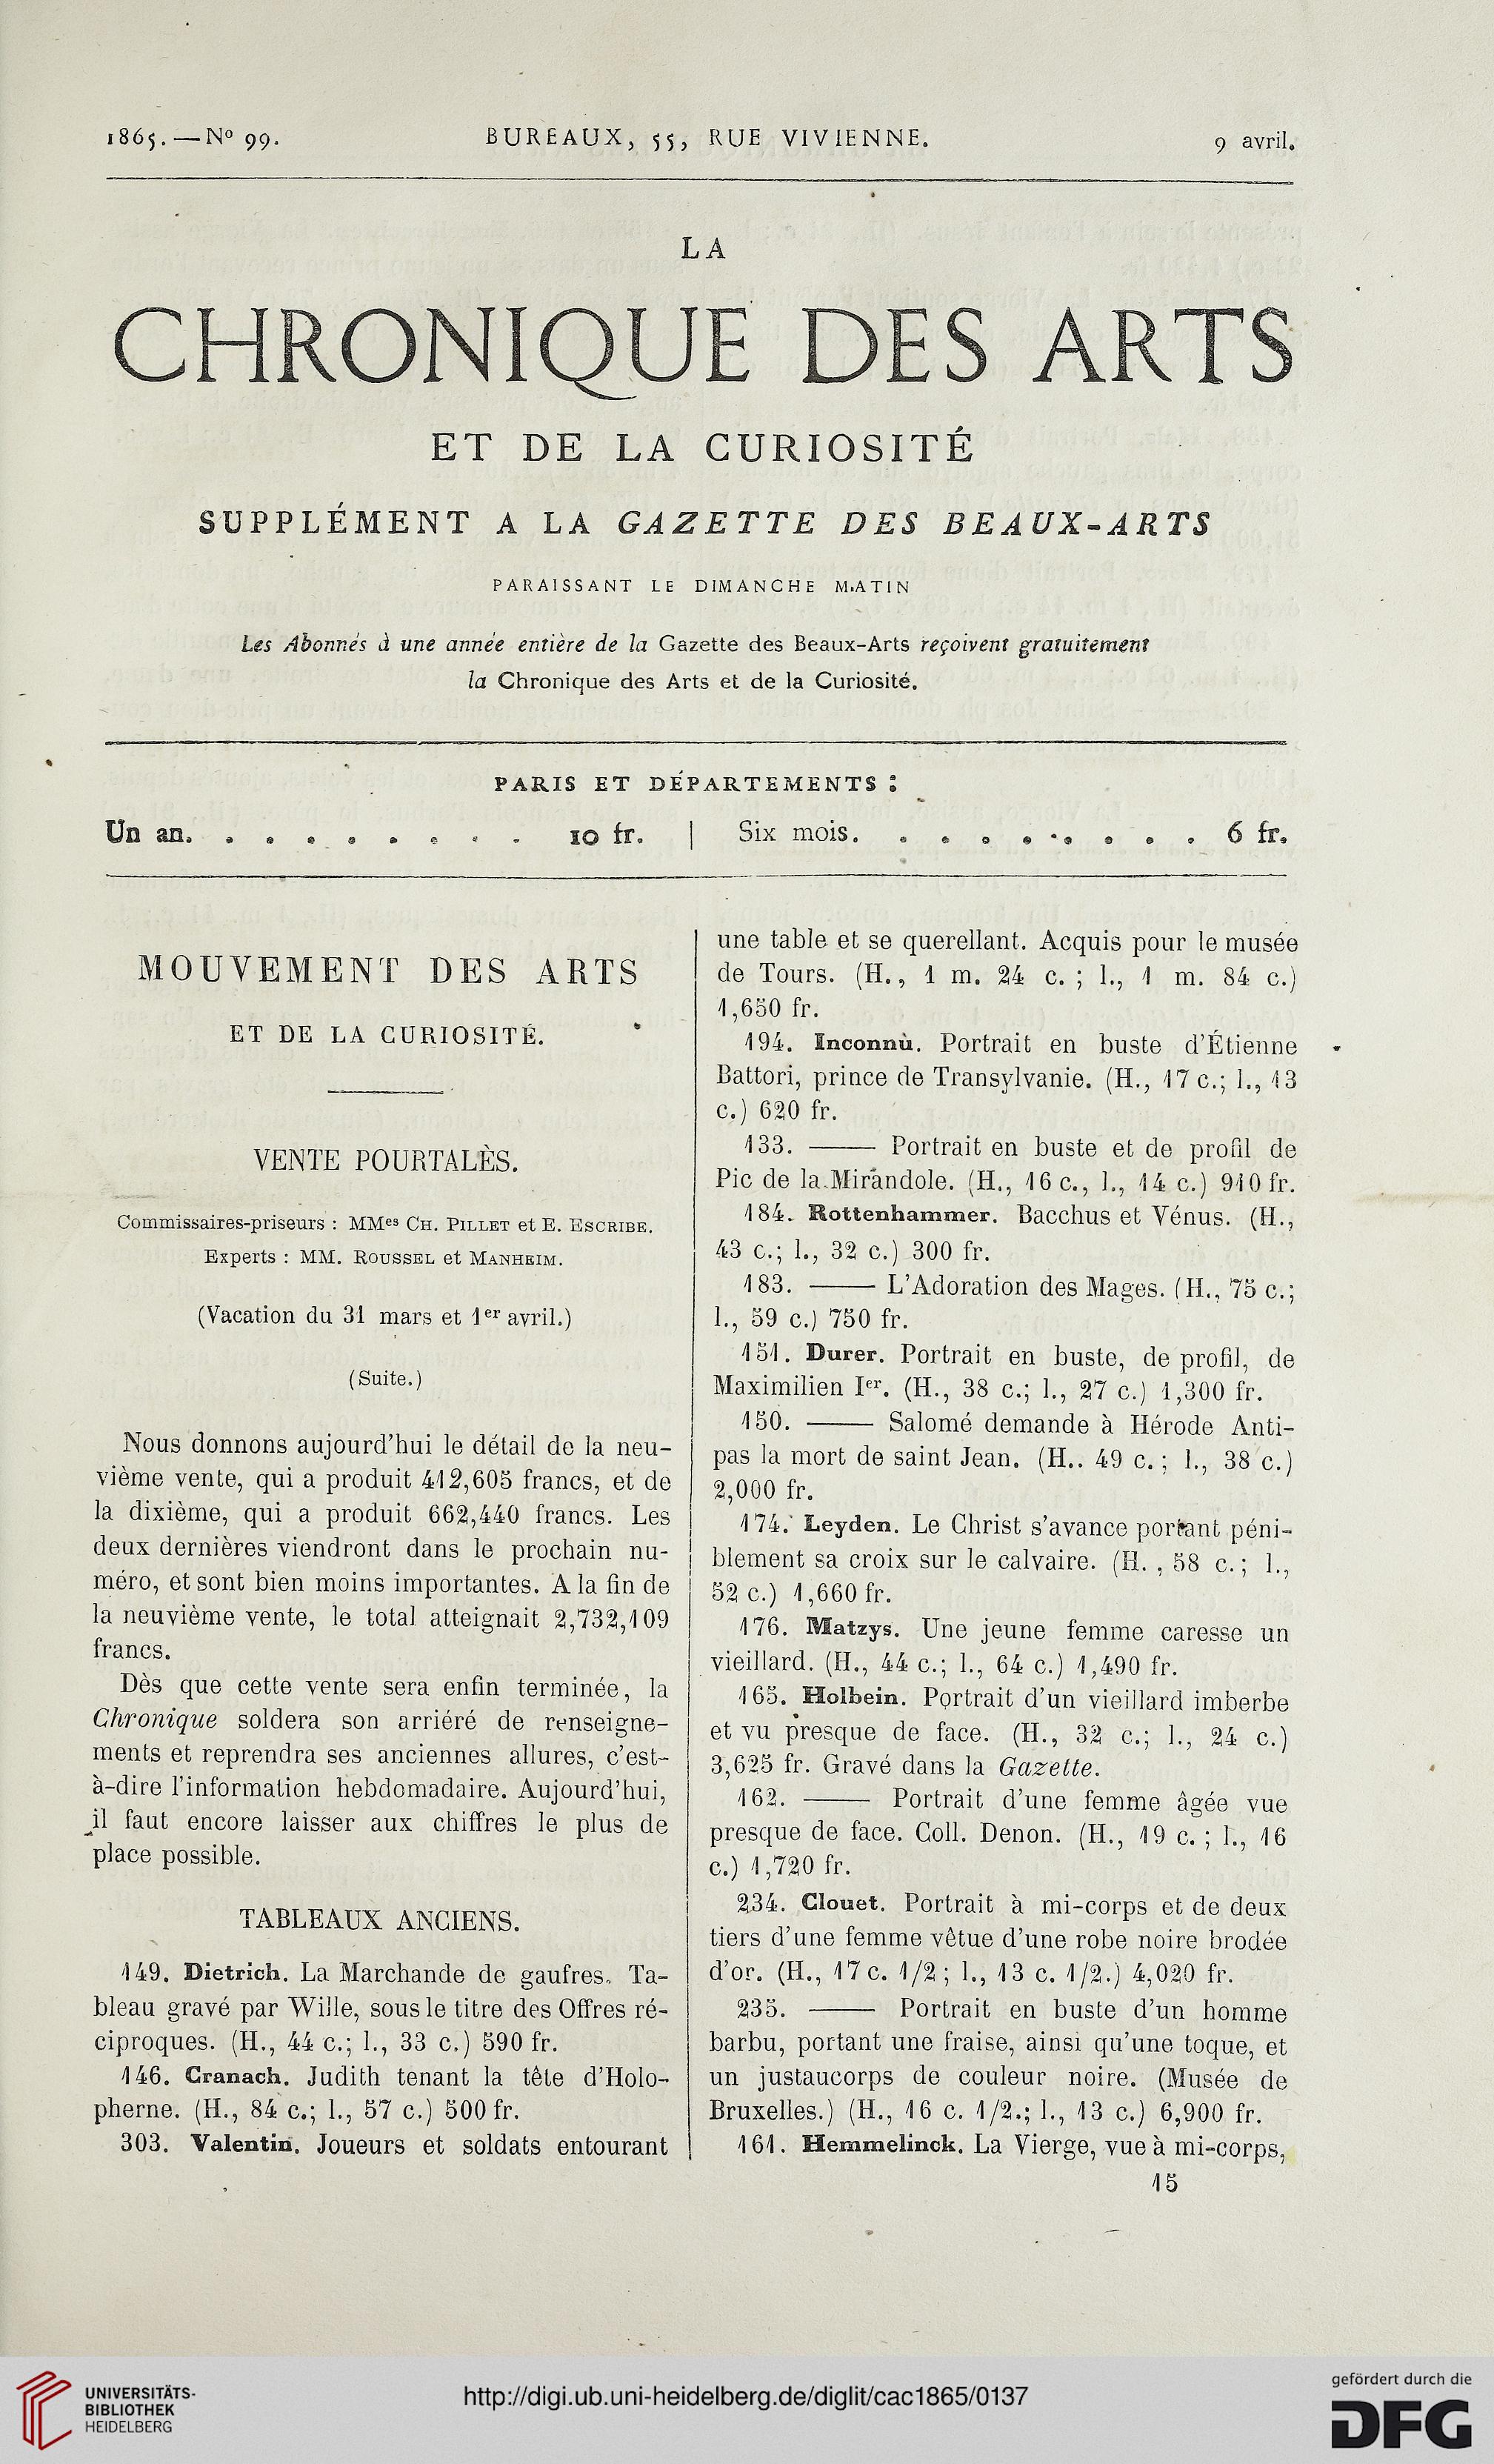 1865. — Nº 99.
BUREAUX, 55, RUE VIVIENNE.
9 avril.
LA
CHRONIQUE DES ARTS
ET DE LA CURIOSITÉ
SUPPLÉMENT A LA GAZETTE DES BEAUX-ARTS
PARAISSANT LE DIMANCHE MATIN
Les Abonnés à une année entière de la Gazette des Beaux-Arts reçoivent gratuitement
la Chronique des Arts et de la Curiosité.
PARIS ET DÉPARTEMENTS :
Un an. . . . . . . . . 10 fr. | Six mois. . . . . . . . . 6 fr.
MOUVEMENT DES ARTS
ET DE LA CURIOSITÉ.
VENTE POURTALÈS.
Commissaires-priseurs : MMes CH. PILLET et E. ESCRIBE.
Experts : MM. ROUSSEL et MANHEIM.
(Vacation du 31 mars et 1er avril.)
(Suite.)
Nous donnons aujourd'hui le détail de la neu-
vième vente, qui a produit 412,605 francs, et de
la dixième, qui a produit 662,440 francs. Les
deux dernières viendront dans le prochain nu-
méro, et sont bien moins importantes. A la fin de
la neuvième vente, le total atteignait 2,732,109
francs.
Dès que cette vente sera enfin terminée, la
Chronique soldera son arriéré de renseigne-
ments et reprendra ses anciennes allures, c'est-
à-dire l'information hebdomadaire. Aujourd'hui,
il faut encore laisser aux chiffres le plus de
place possible.
TABLEAUX ANCIENS.
149. Dietrich. La Marchande de gaufres. Ta-
bleau gravé par Wille, sous le titre des Offres ré-
ciproques. (H., 44 c.; l., 33 c.) 590 fr.
146. Cranach. Judith tenant la tête d'Holo-
pherne. (H., 84 c.; l., 57 c.) 500 fr.
303. Valentin. Joueurs et soldats entourant
une table et se querellant. Acquis pour le musée
de Tours. (H., 1 m. 24 c. ; l., 1 m. 84 c.)
1,650 fr.
194. Inconnù. Portrait en buste d'Étienne
Battori, prince de Transylvanie. (H., 17 c.; l., 13
c.) 620 fr.
133. —— Portrait en buste et de profil de
Pic de la Mirandole. (H., 16 c., l., 14 c.) 910 fr.
184. Rottenhammer. Bacchus et Vénus. (H.,
43 c.; l., 32 c.) 300 fr.
183. —— L'Adoration des Mages. (H., 75 c.;
l., 59 c.) 750 fr.
151. Durer. Portrait en buste, de profil, de
Maximilien Ier. (H., 38 c.; l., 27 c.) 1,300 fr.
150. —— Salomé demande à Hérode Anti-
pas la mort de saint Jean. (H.. 49 c. ; l., 38 c.)
2,000 fr.
174. Leyden. Le Christ s'avance portant péni-
blement sa croix sur le calvaire. (H. , 58 c. ; l.,
52 c.) 1,660 fr.
176. Matzys. Une jeune femme caresse un
vieillard. (H., 44 c.; l., 64 c.) 1,490 fr.
165. Holbein. Portrait d'un vieillard imberbe
et vu presque de face. (H., 32 c.; l., 24 c.)
3,625 fr. Gravé dans la Gazette.
162. —— Portrait d'une femme âgée vue
presque de face. Coll. Denon. (H., 19 c. ; l., 16
c.) 1,720 fr.
234. Clouet. Portrait à mi-corps et de deux
tiers d'une femme vêtue d'une robe noire brodée
d'or. (H., 17 c. 1/2 ; l., 13 c. 1/2.) 4,020 fr.
235. —— Portrait en buste d'un homme
barbu, portant une fraise, ainsi qu'une toque, et
un justaucorps de couleur noire. (Musée de
Bruxelles.) (H., 16 c. 1/2.; l., 13 c.) 6,900 fr.
161. Hemmelinck. La Vierge, vue à mi-corps,
15
UNIVERSITÄTS-
BIBLIOTHEK
HEIDELBERG
http://digi.ub.uni-heidelberg.de/diglit/cac1865/0137
gefördert durch die
DFG